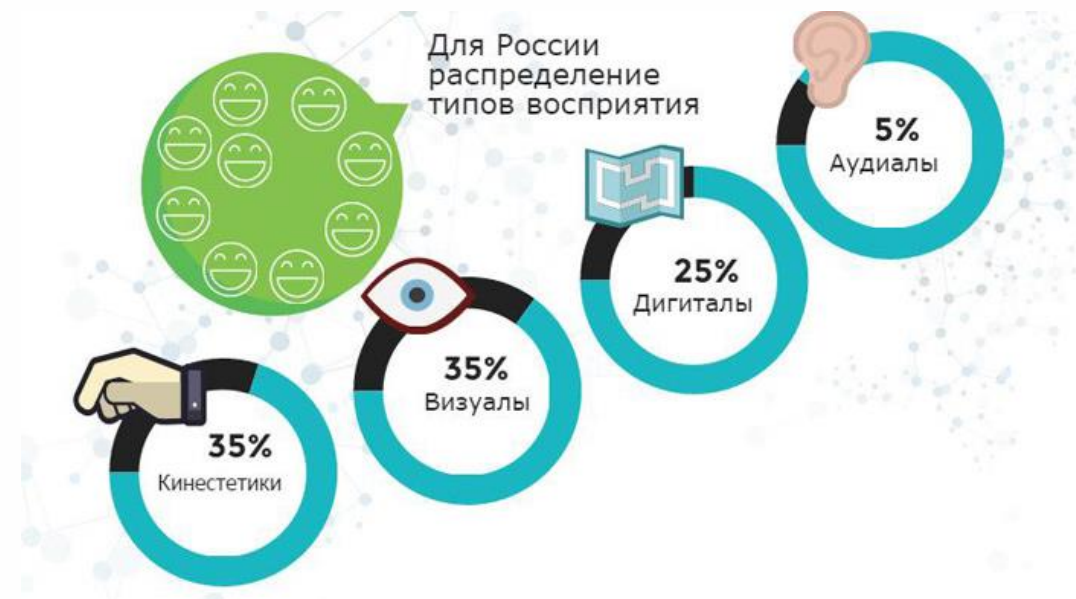 Для России
распределение
типов восприятия
5%
Аудиалы
25%
Дигиталы
35%
Визуалы
35%
Кинестетики